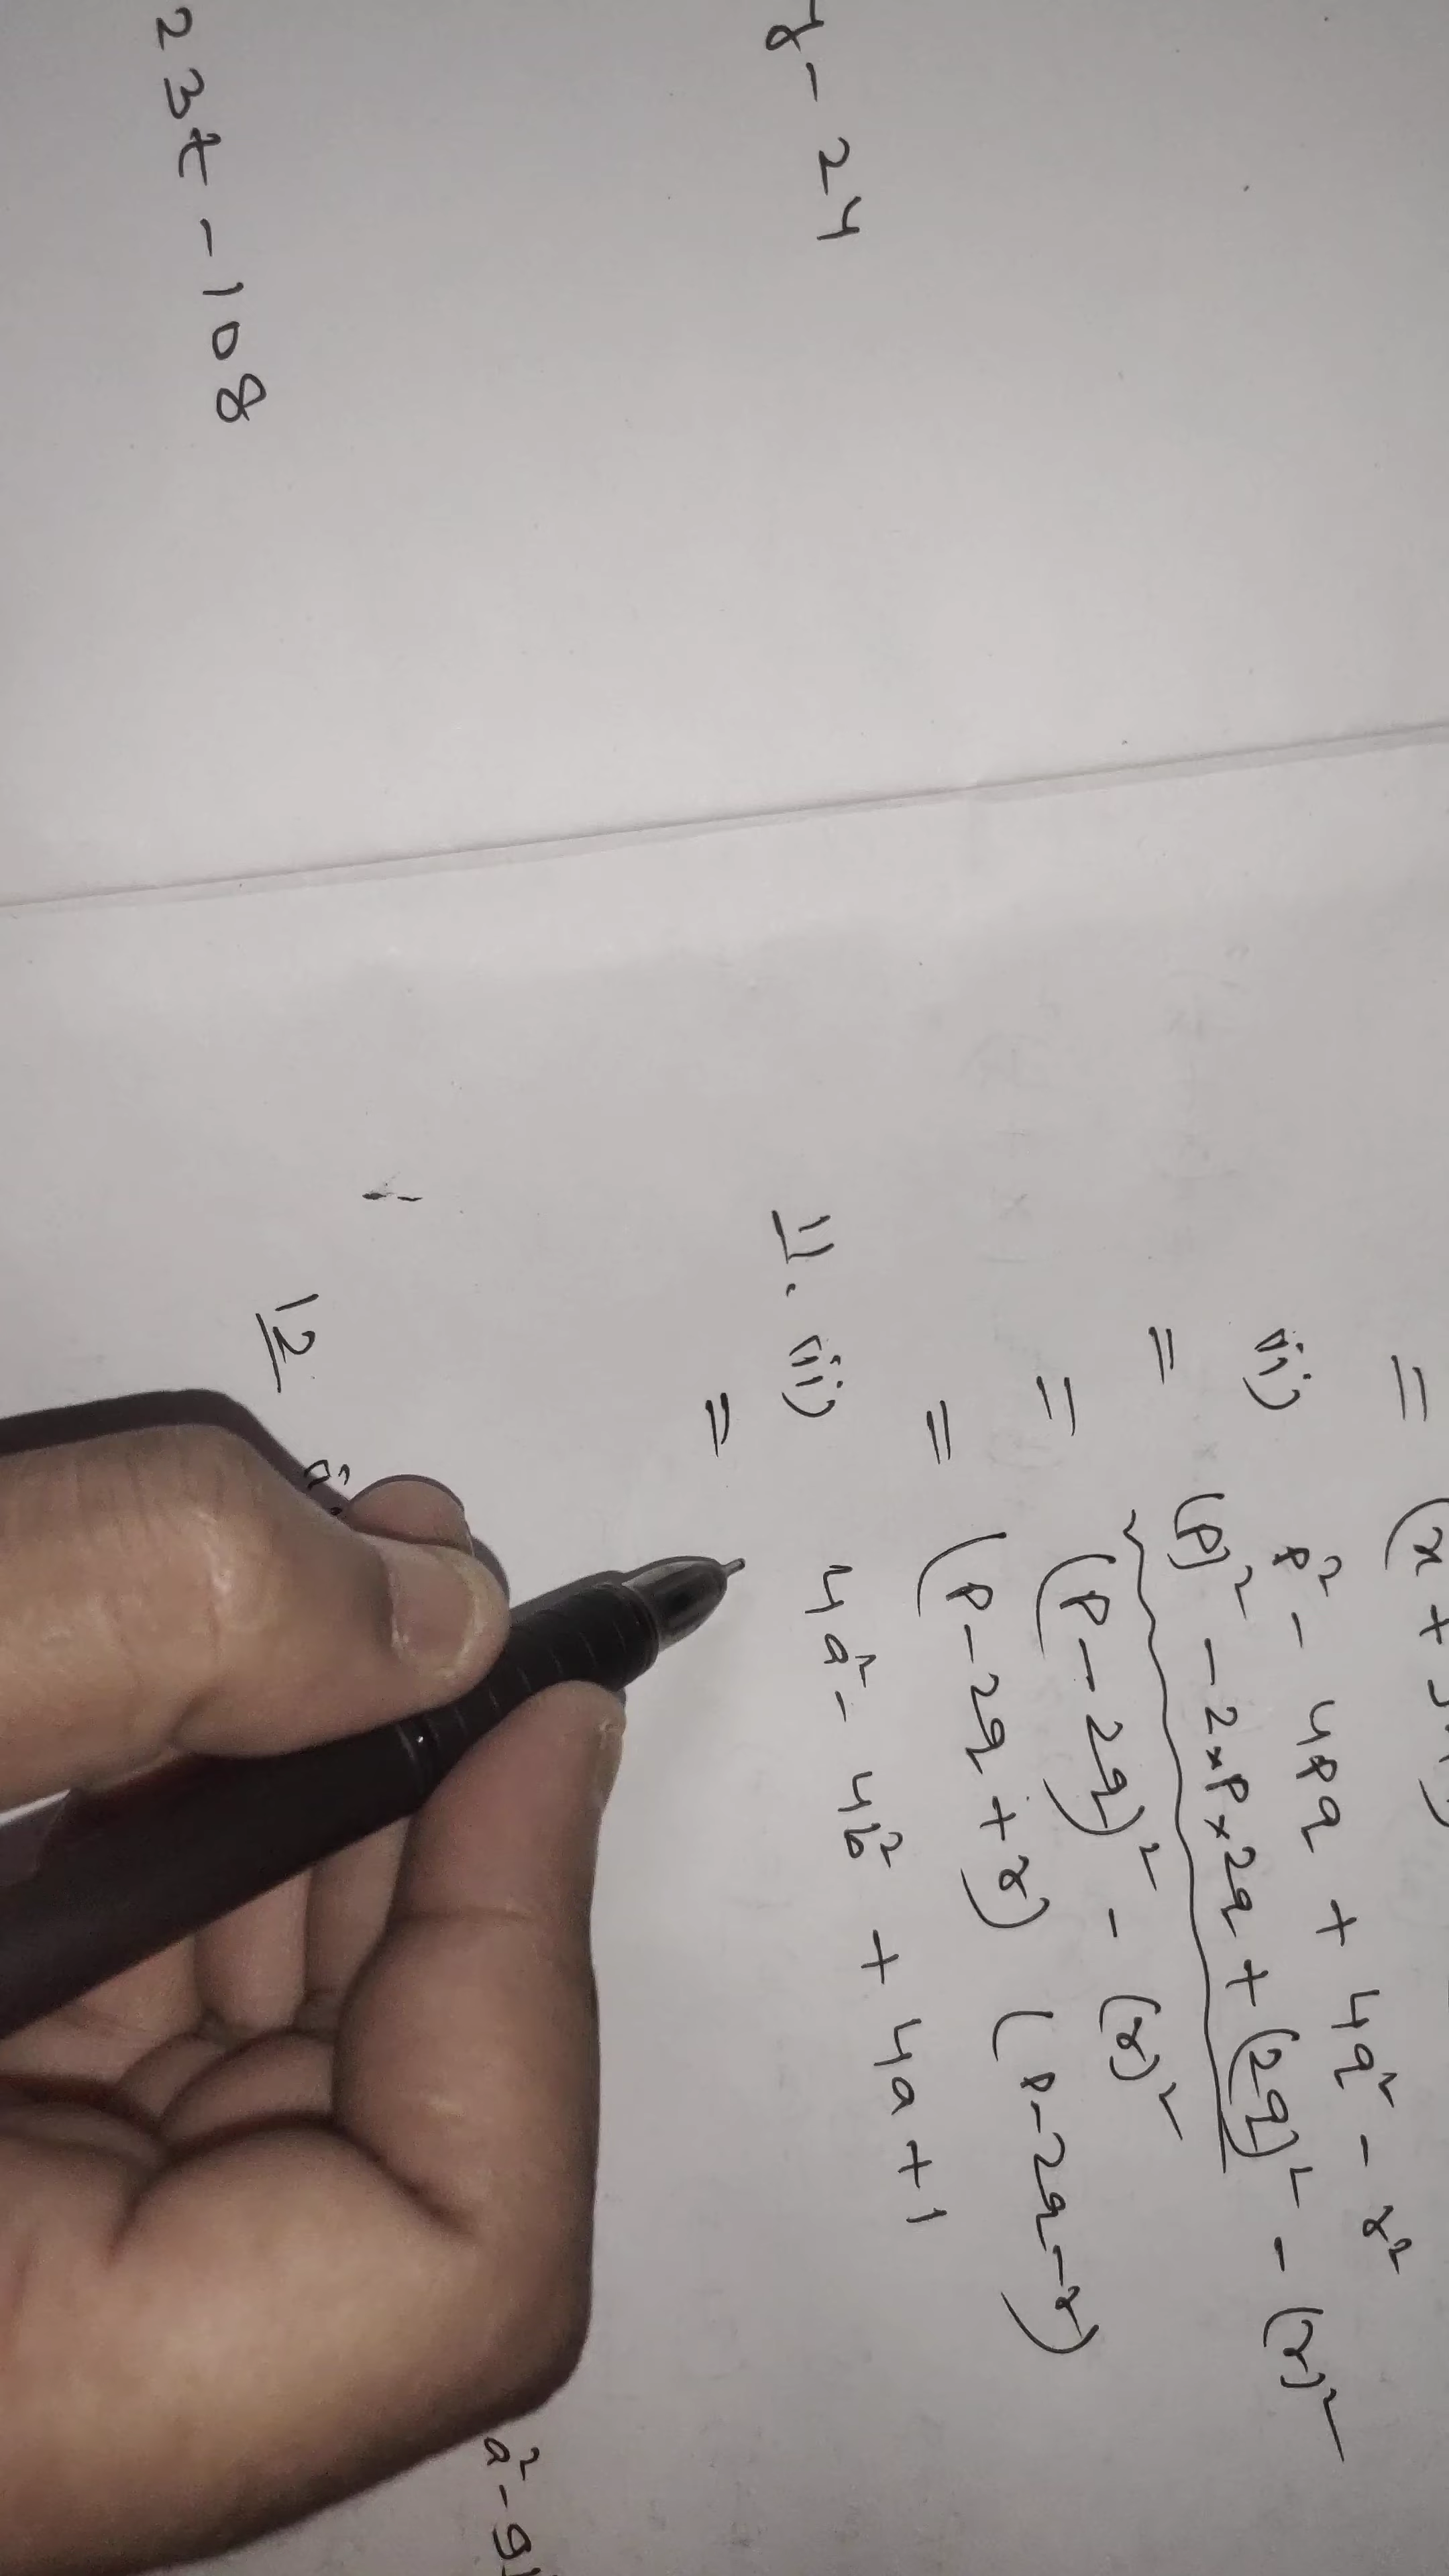 = (x +
ii) p² - 4pq + 4q² - r²
= (p)² - 2×p×2q + (2q)² - (r)²
= (p - 2q)² - (r)²
= (p - 2q + r) (p - 2q - r)
11. iii) 4a² - 4b² + 4a + 1
=
12
a² - 9
y - 24
23t - 108